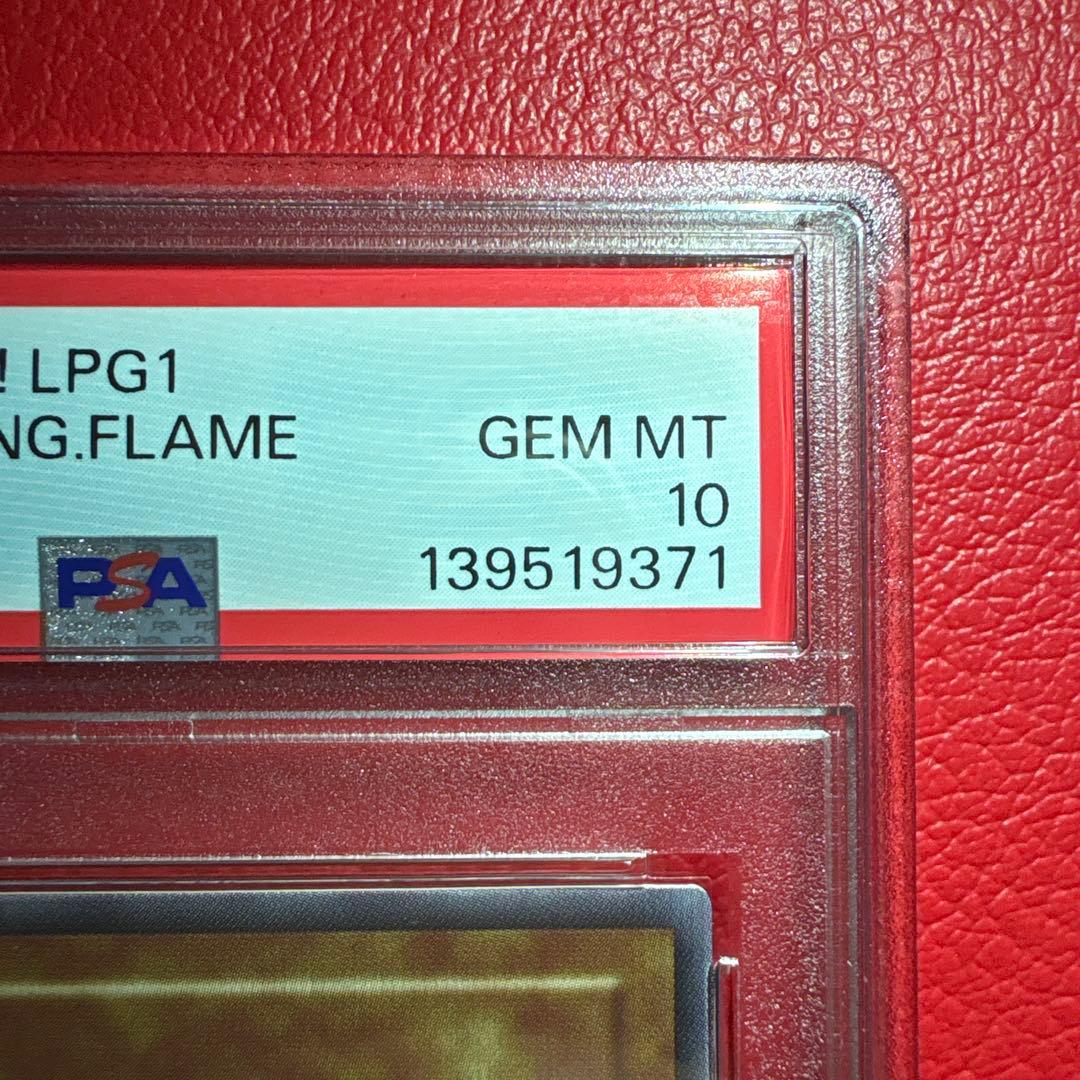 ! LPG1
NG.FLAME
GEM MT
10
PSA
139519371